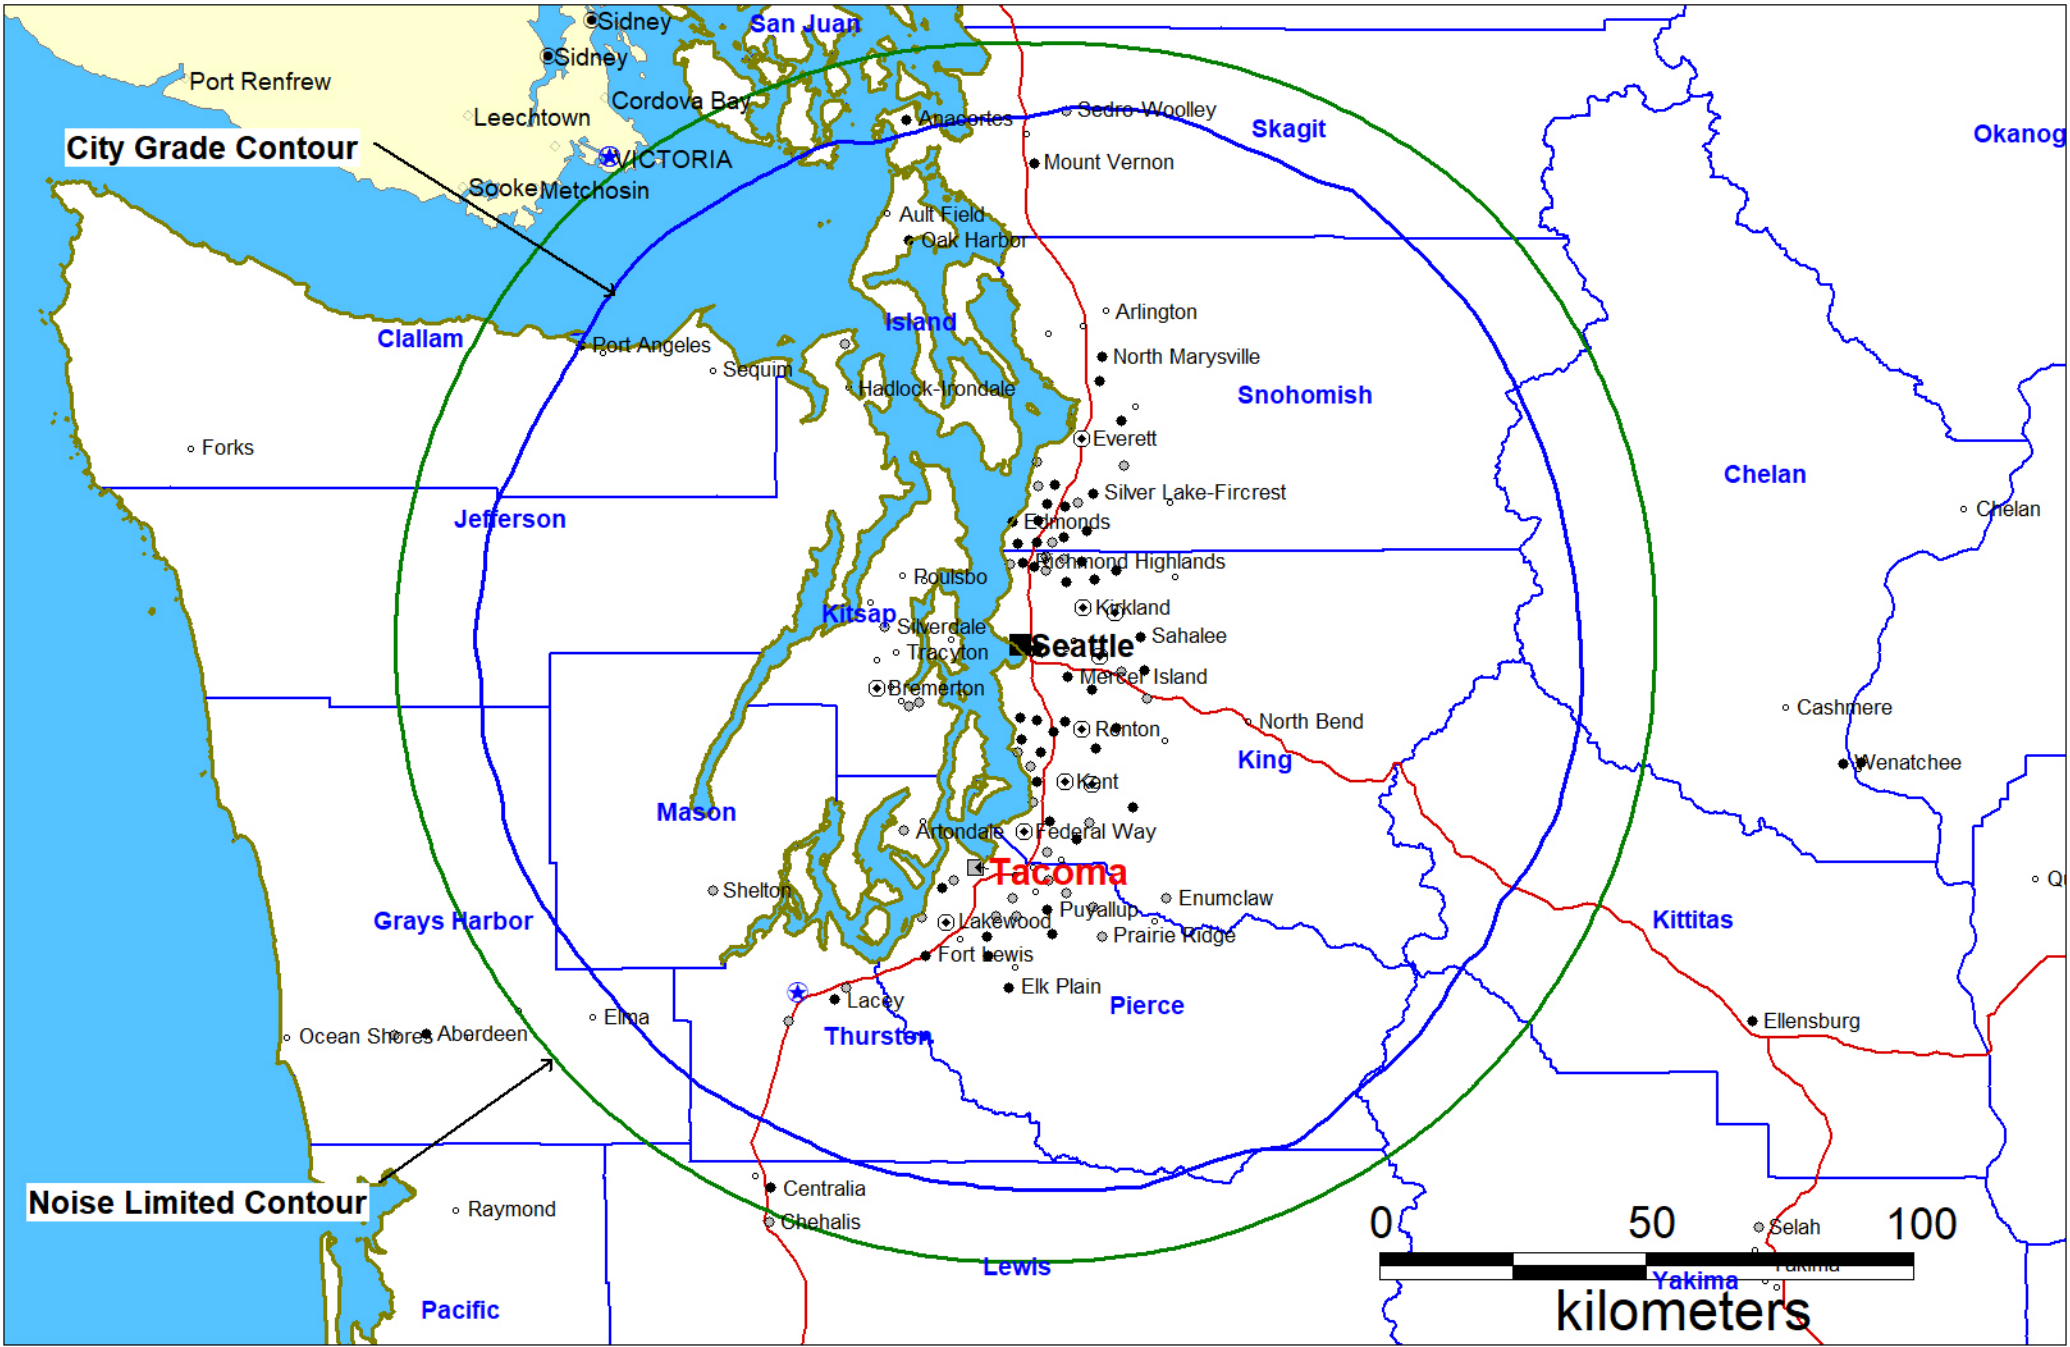 San Juan
Sidney
Sidney
Port Renfrew
Cordova Bay
Leechtown
Anacortes
Sedro-Woolley
Skagit
Okanog
City Grade Contour
VICTORIA
Mount Vernon
Sooke
Metchosin
Ault Field
Oak Harbor
Arlington
Island
Clallam
Port Angeles
North Marysville
Sequim
Hadlock-Irondale
Snohomish
Everett
Forks
Chelan
Silver Lake-Fircrest
Chelan
Jefferson
Edmonds
Richmond Highlands
Poulsbo
Kitsap
Kirkland
Silverdale
Sahalee
Seattle
Tracyton
Mercer Island
Bremerton
Cashmere
North Bend
Renton
King
Wenatchee
Kent
Mason
Artondale
Federal Way
Tacoma
Shelton
Enumclaw
Puyallup
Grays Harbor
Lakewood
Kittitas
Prairie Ridge
Fort Lewis
Elk Plain
Lacey
Pierce
Elma
Ellensburg
Ocean Shores
Aberdeen
Thurston
Centralia
Noise Limited Contour
Raymond
Chehalis
0 50 100
Selah
Lewis
Yakima
Yakima
Pacific
kilometers